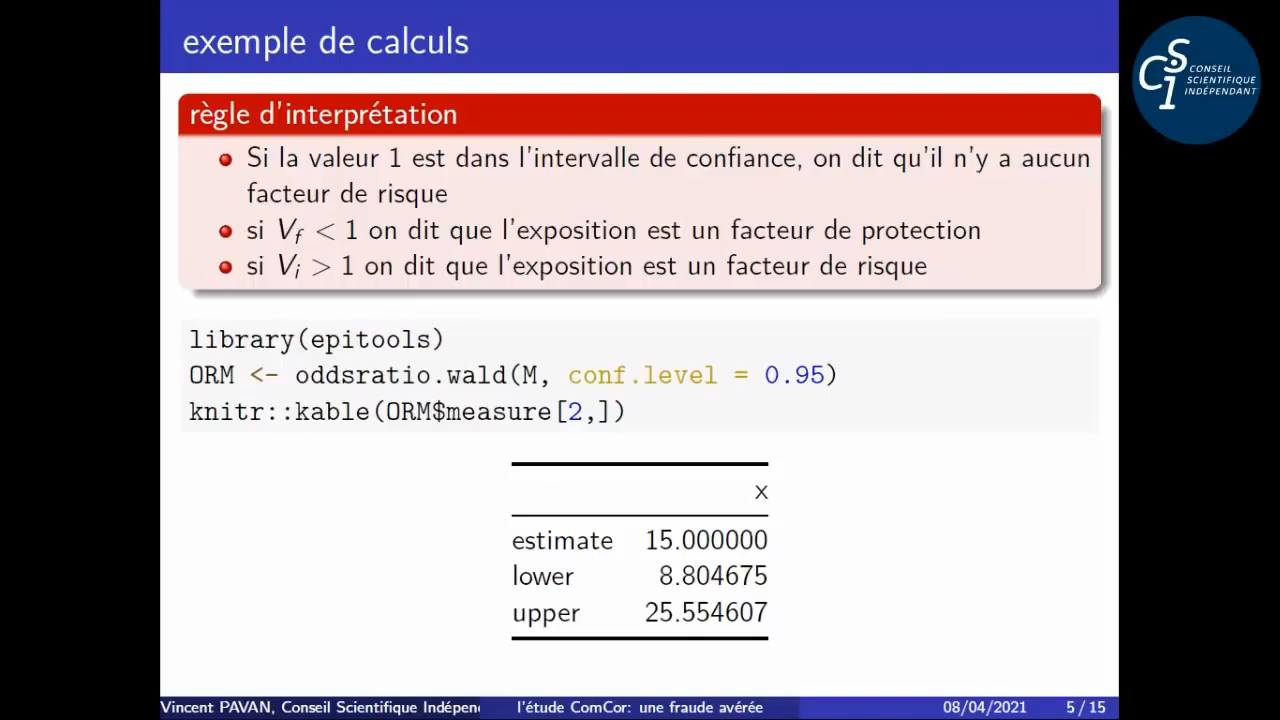 exemple de calculs
CSI CONSEIL
SCIENTIFIQUE
INDÉPENDANT
règle d'interprétation
Si la valeur 1 est dans l'intervalle de confiance, on dit qu'il n'y a aucun
facteur de risque
si Vf < 1 on dit que l'exposition est un facteur de protection
si Vi > 1 on dit que l'exposition est un facteur de risque
library(epitools)
ORM <- oddsratio.wald(M, conf.level = 0.95)
knitr::kable(ORM$measure[2,])
x
estimate 15.000000
lower 8.804675
upper 25.554607
Vincent PAVAN, Conseil Scientifique Indépen l'étude ComCor: une fraude avérée 08/04/2021 5 / 15